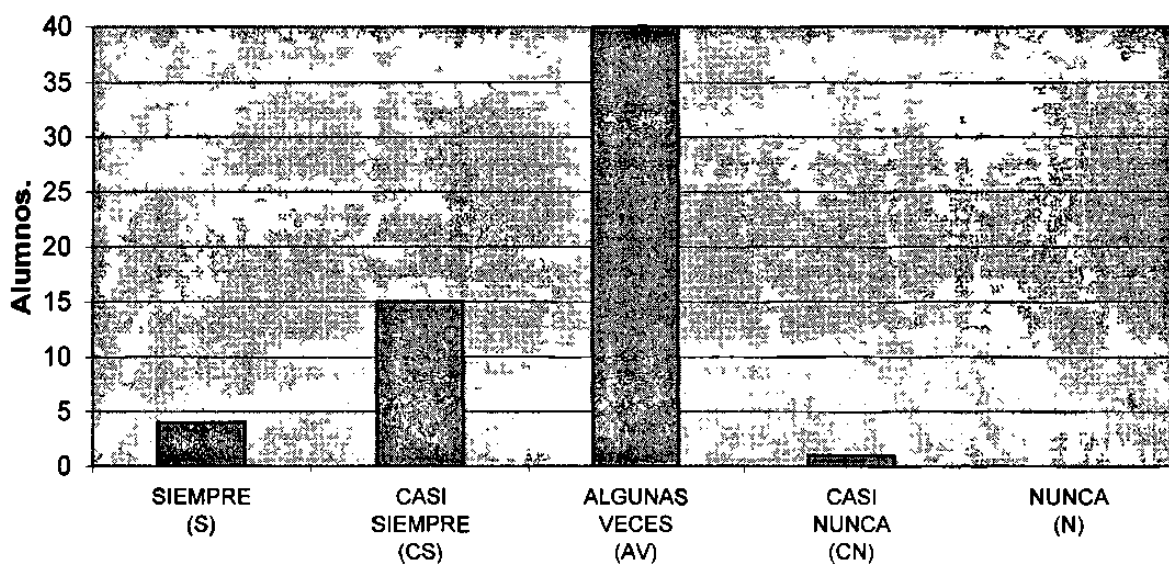 40
35
30
25
20
15
10
5
0
Alumnos.
SIEMPRE
(S)
CASI
SIEMPRE
(CS)
ALGUNAS
VECES
(AV)
CASI
NUNCA
(CN)
NUNCA
(N)